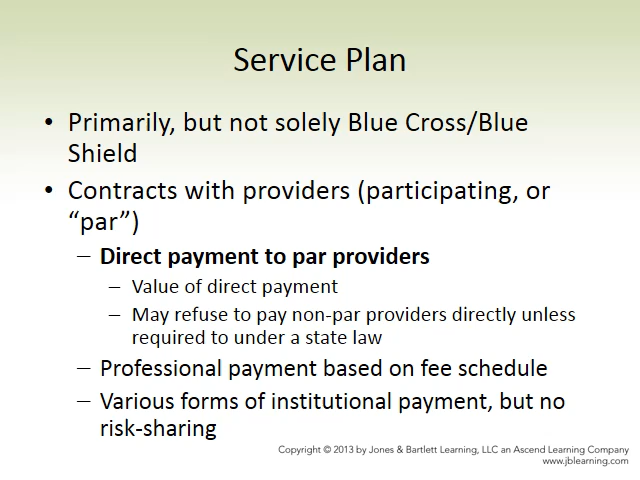 Service Plan
• Primarily, but not solely Blue Cross/Blue
Shield
• Contracts with providers (participating, or
“par”)
– Direct payment to par providers
– Value of direct payment
– May refuse to pay non-par providers directly unless
required to under a state law
– Professional payment based on fee schedule
– Various forms of institutional payment, but no
risk-sharing
Copyright © 2013 by Jones & Bartlett Learning, LLC an Ascend Learning Company
www.jblearning.com